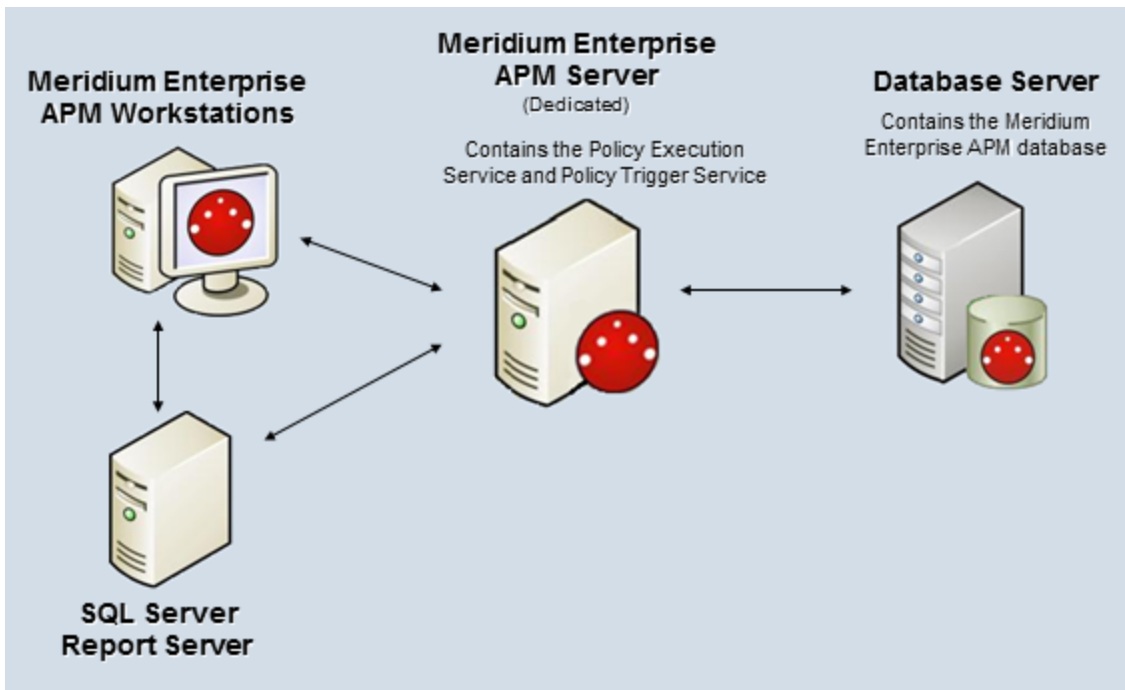 Meridium Enterprise
APM Workstations
Meridium Enterprise
APM Server
(Dedicated)
Contains the Policy Execution
Service and Policy Trigger Service
Database Server
Contains the Meridium
Enterprise APM database
SQL Server
Report Server